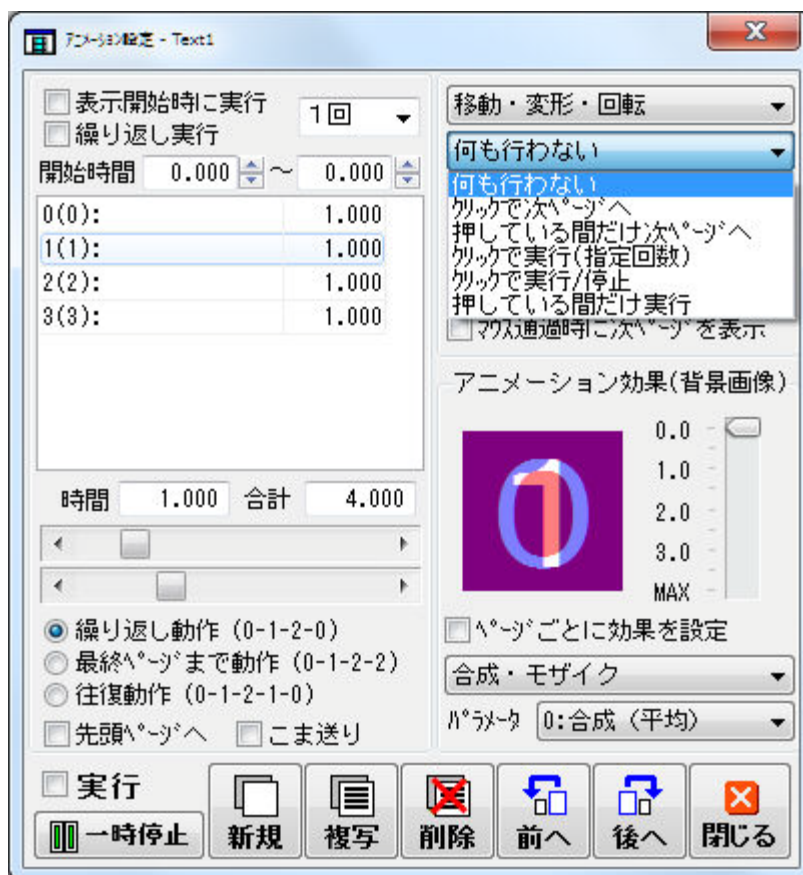 アニメーション設定 - Text1
表示開始時に実行
1回
繰り返し実行
開始時間 0.000 ～ 0.000
0(0): 1.000
1(1): 1.000
2(2): 1.000
3(3): 1.000
時間 1.000 合計 4.000
繰り返し動作 (0-1-2-0)
最終ページまで動作 (0-1-2-2)
往復動作 (0-1-2-1-0)
先頭ページへ こま送り
移動・変形・回転
何も行わない
何も行わない
クリックで次ページへ
押している間だけ次ページへ
クリックで実行(指定回数)
クリックで実行/停止
押している間だけ実行
マウス通過時に次ページを表示
アニメーション効果(背景画像)
0 1
0.0
1.0
2.0
3.0
MAX
ページごとに効果を設定
合成・モザイク
パラメータ 0:合成 (平均)
実行
一時停止 新規 複写 削除 前へ 後へ 閉じる